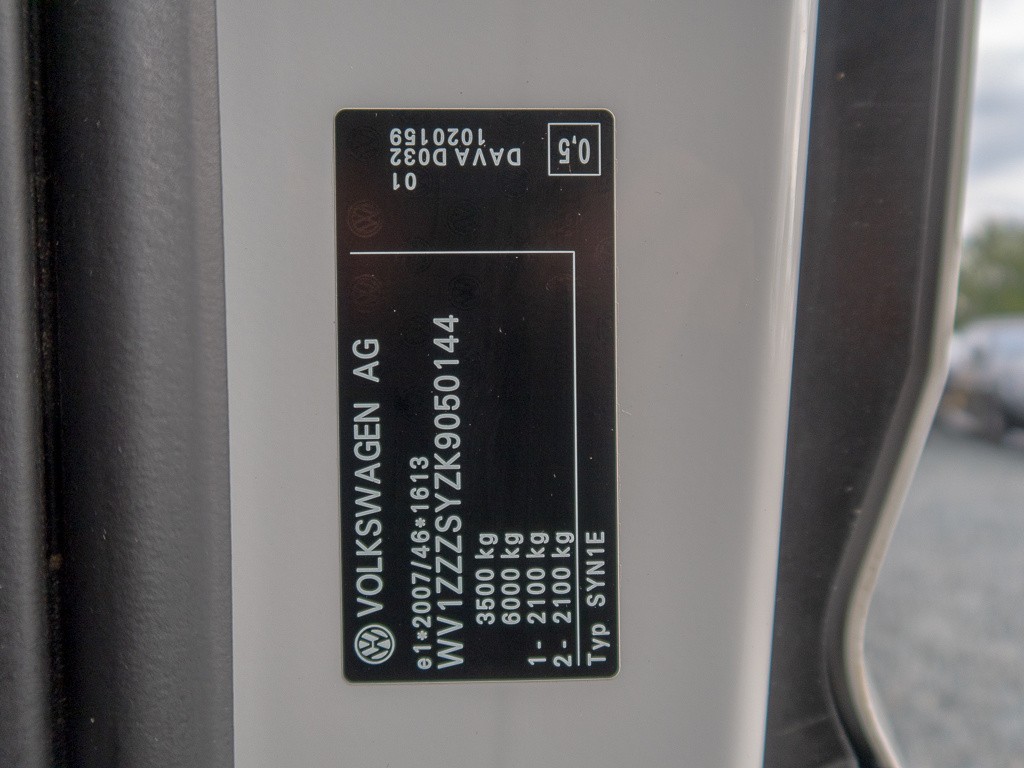 VOLKSWAGEN AG
e1*2007/46*1613
WV1ZZZSYZK9050144
3500 kg
6000 kg
1- 2100 kg
2- 2100 kg
Typ SYN1E
01
DAVA D032
1020159
0,5